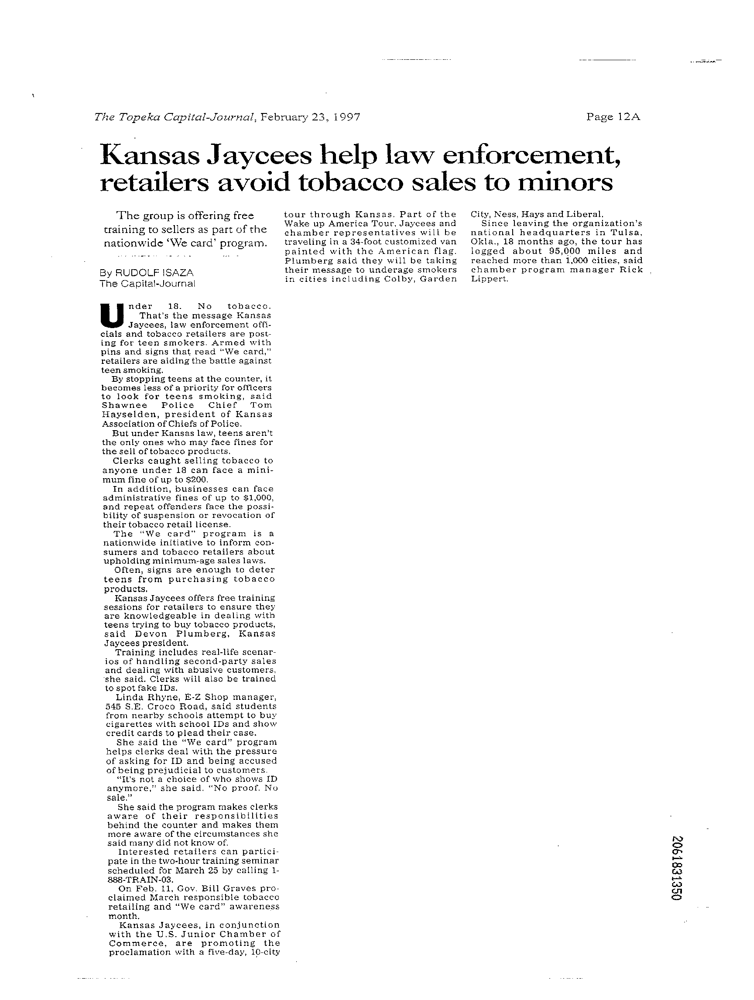 The Topeka Capital-Journal, February 23, 1997
Page 12A
Kansas Jaycees help law enforcement,
retailers avoid tobacco sales to minors
The group is offering free
training to sellers as part of the
nationwide 'We card' program.
By RUDOLF ISAZA
The Capital-Journal
Under 18. No tobacco.
That's the message Kansas
Jaycees, law enforcement offi-
cials and tobacco retailers are post-
ing for teen smokers. Armed with
pins and signs that read "We card,"
retailers are aiding the battle against
teen smoking.
By stopping teens at the counter, it
becomes less of a priority for officers
to look for teens smoking, said
Shawnee Police Chief Tom
Hayselden, president of Kansas
Association of Chiefs of Police.
But under Kansas law, teens aren't
the only ones who may face fines for
the sell of tobacco products.
Clerks caught selling tobacco to
anyone under 18 can face a mini-
mum fine of up to $200.
In addition, businesses can face
administrative fines of up to $1,000,
and repeat offenders face the possi-
bility of suspension or revocation of
their tobacco retail license.
The "We card" program is a
nationwide initiative to inform con-
sumers and tobacco retailers about
upholding minimum-age sales laws.
Often, signs are enough to deter
teens from purchasing tobacco
products.
Kansas Jaycees offers free training
sessions for retailers to ensure they
are knowledgeable in dealing with
teens trying to buy tobacco products,
said Devon Plumberg, Kansas
Jaycees president.
Training includes real-life scenar-
ios of handling second-party sales
and dealing with abusive customers,
she said. Clerks will also be trained
to spot fake IDs.
Linda Rhyne, E-Z Shop manager,
545 S.E. Croco Road, said students
from nearby schools attempt to buy
cigarettes with school IDs and show
credit cards to plead their case.
She said the "We card" program
helps clerks deal with the pressure
of asking for ID and being accused
of being prejudicial to customers.
"It's not a choice of who shows ID
anymore," she said. "No proof. No
sale."
She said the program makes clerks
aware of their responsibilities
behind the counter and makes them
more aware of the circumstances she
said many did not know of.
Interested retailers can partici-
pate in the two-hour training seminar
scheduled for March 25 by calling 1-
888-TRAIN-03.
On Feb. 11, Gov. Bill Graves pro-
claimed March responsible tobacco
retailing and "We card" awareness
month.
Kansas Jaycees, in conjunction
with the U.S. Junior Chamber of
Commerce, are promoting the
proclamation with a five-day, 10-city
tour through Kansas. Part of the
Wake up America Tour, Jaycees and
chamber representatives will be
traveling in a 34-foot customized van
painted with the American flag.
Plumberg said they will be taking
their message to underage smokers
in cities including Colby, Garden
City, Ness, Hays and Liberal.
Since leaving the organization's
national headquarters in Tulsa,
Okla., 18 months ago, the tour has
logged about 95,000 miles and
reached more than 1,000 cities, said
chamber program manager Rick
Lippert.
2061831350